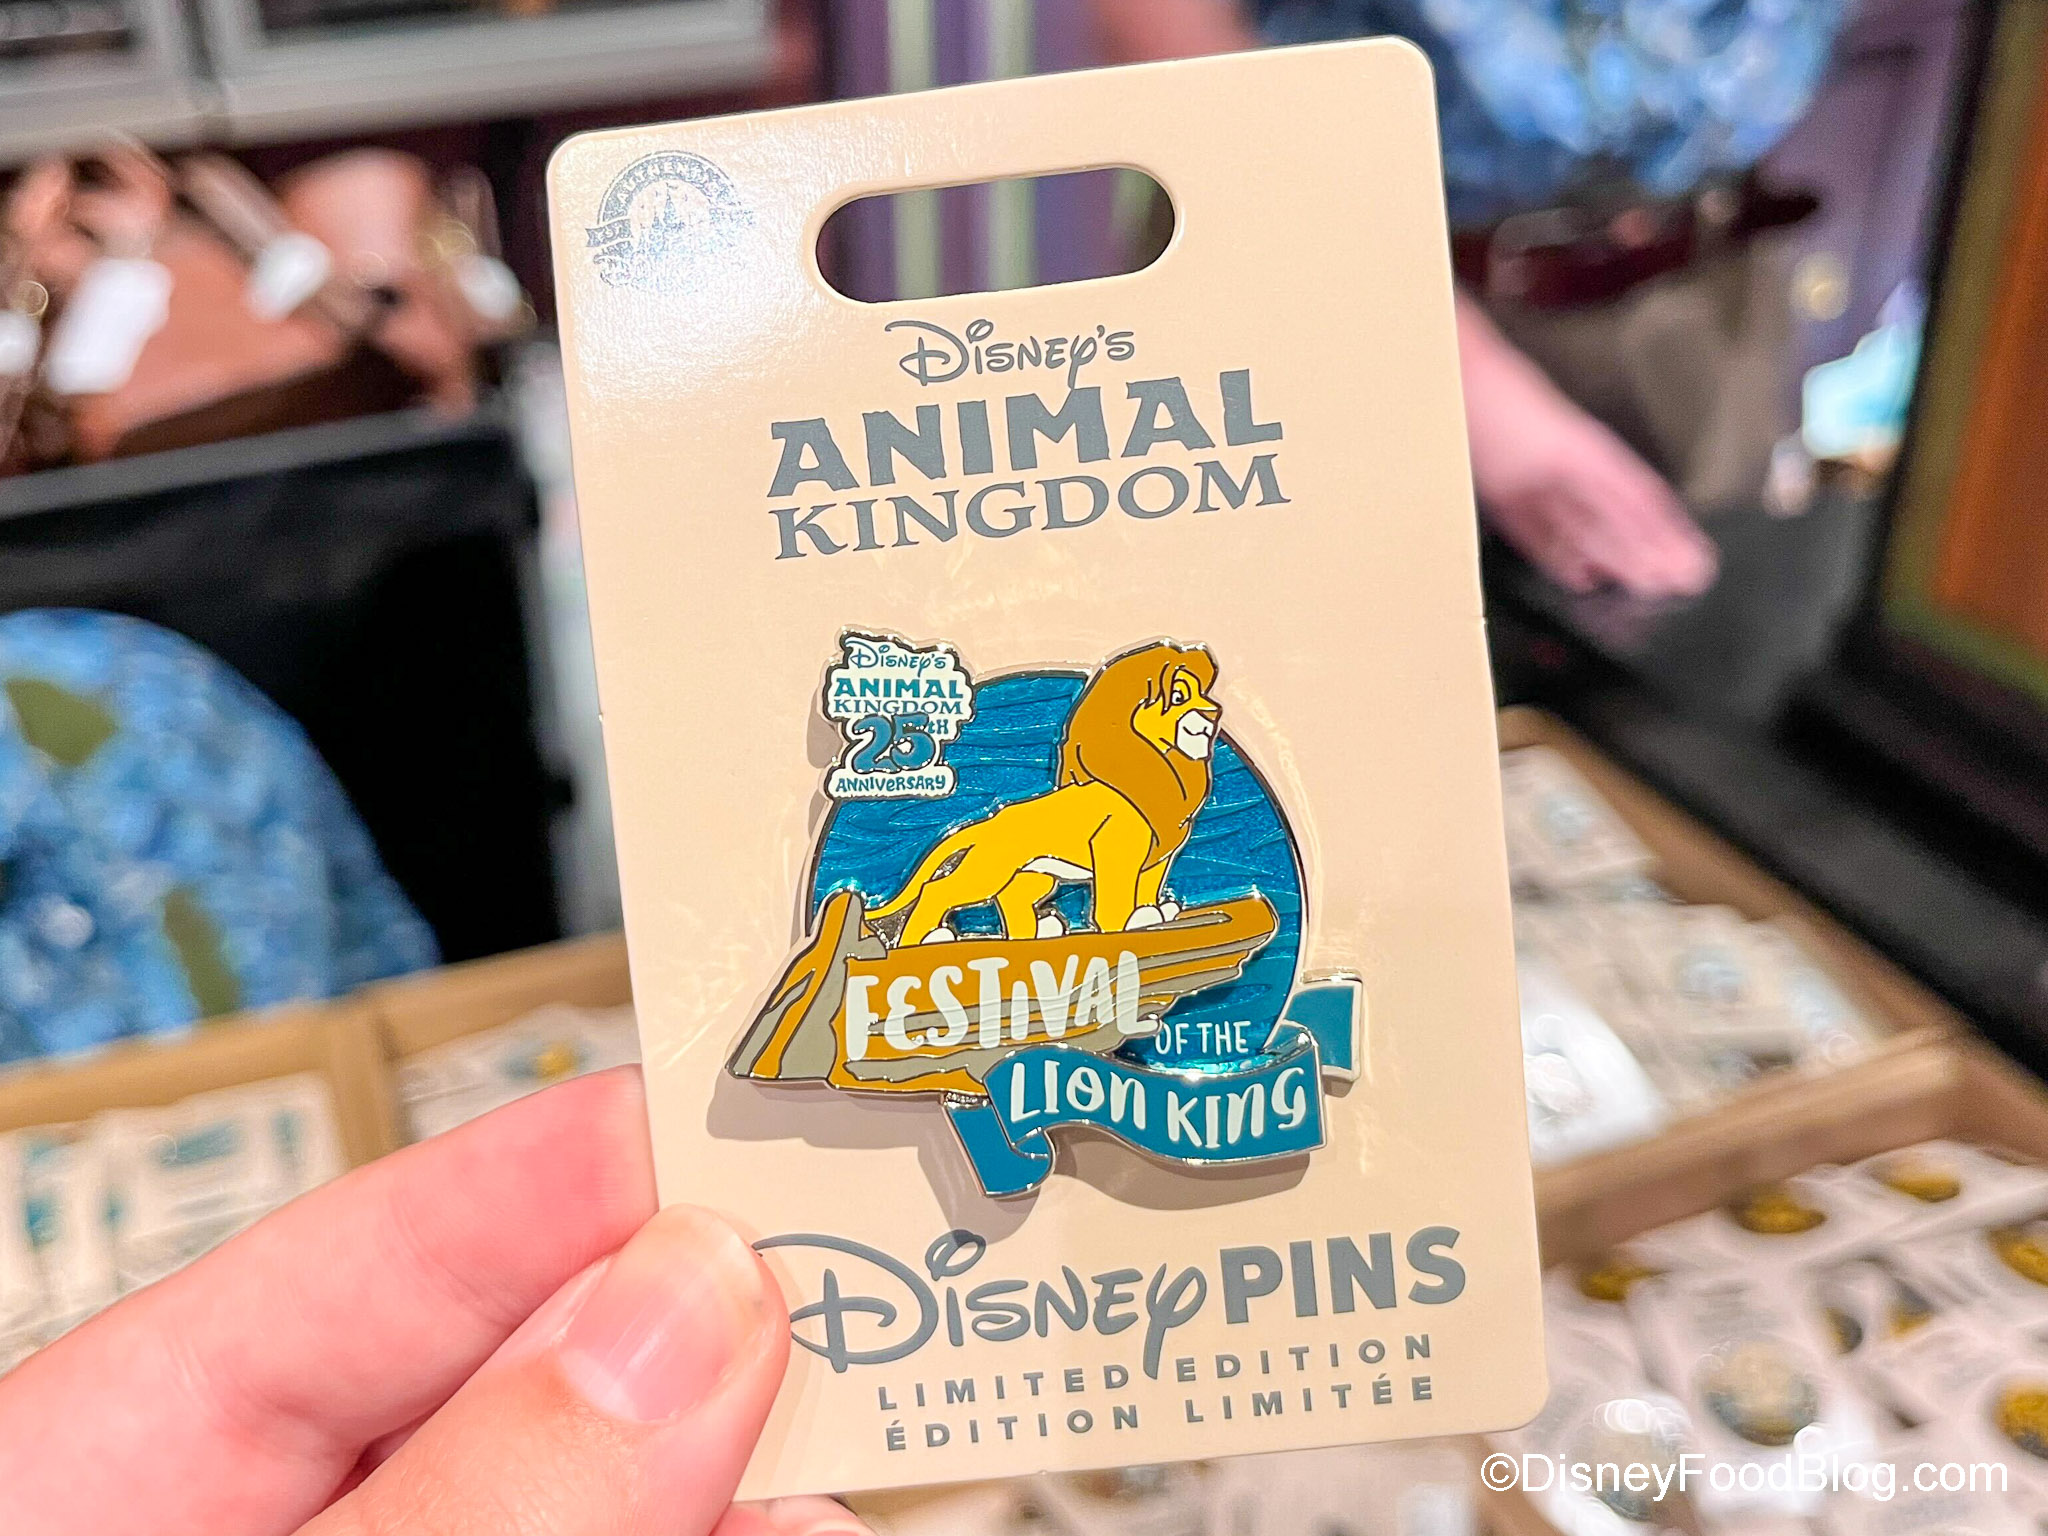 AUTHENTIC
Disney's
ANIMAL
KINGDOM
Disney's
ANIMAL
KINGDOM
25TH
ANNIVERSARY
FESTIVAL
OF THE
LION KING
Disney PINS
LIMITED EDITION
ÉDITION LIMITÉE
©DisneyFoodBlog.com